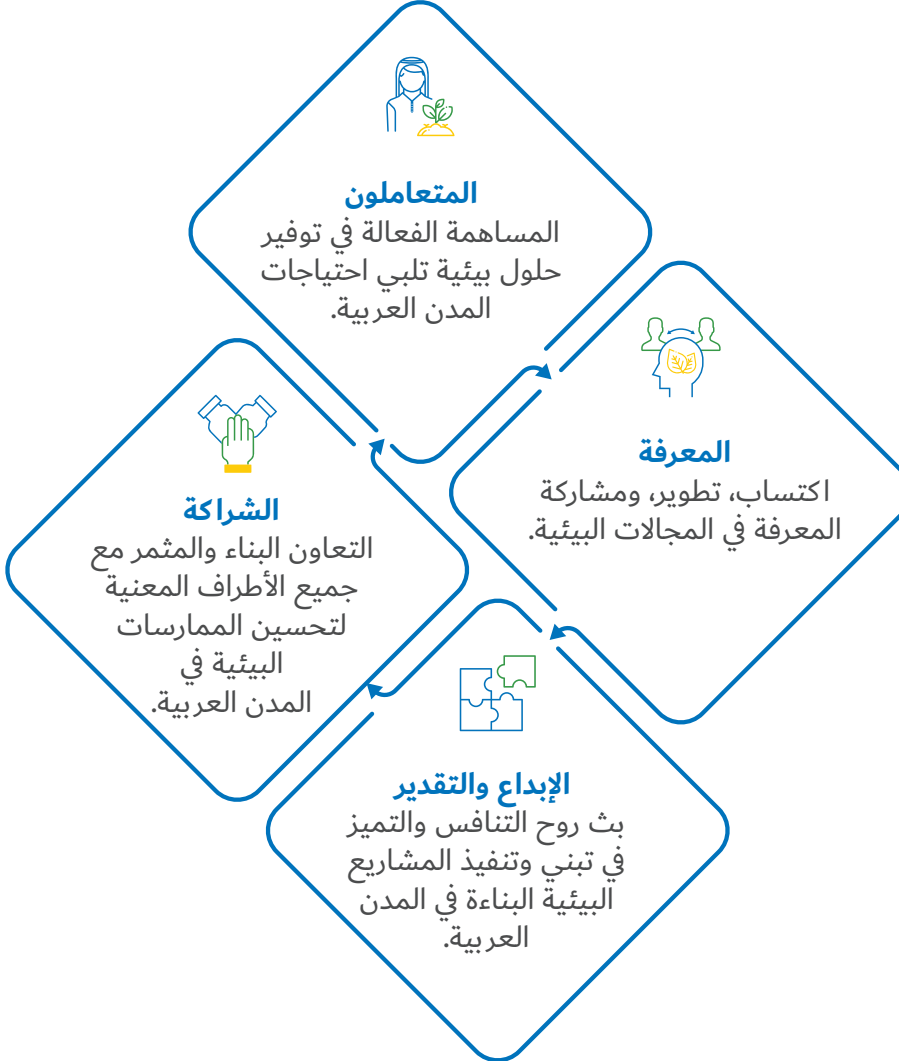 المتعاملون
المساهمة الفعالة في توفير
حلول بيئية تلبي احتياجات
المدن العربية.
المعرفة
اكتساب، تطوير، ومشاركة
المعرفة في المجالات البيئية.
الشراكة
التعاون البناء والمثمر مع
جميع الأطراف المعنية
لتحسين الممارسات
البيئية في
المدن العربية.
الإبداع والتقدير
بث روح التنافس والتميز
في تبني وتنفيذ المشاريع
البيئية البناءة في المدن
العربية.